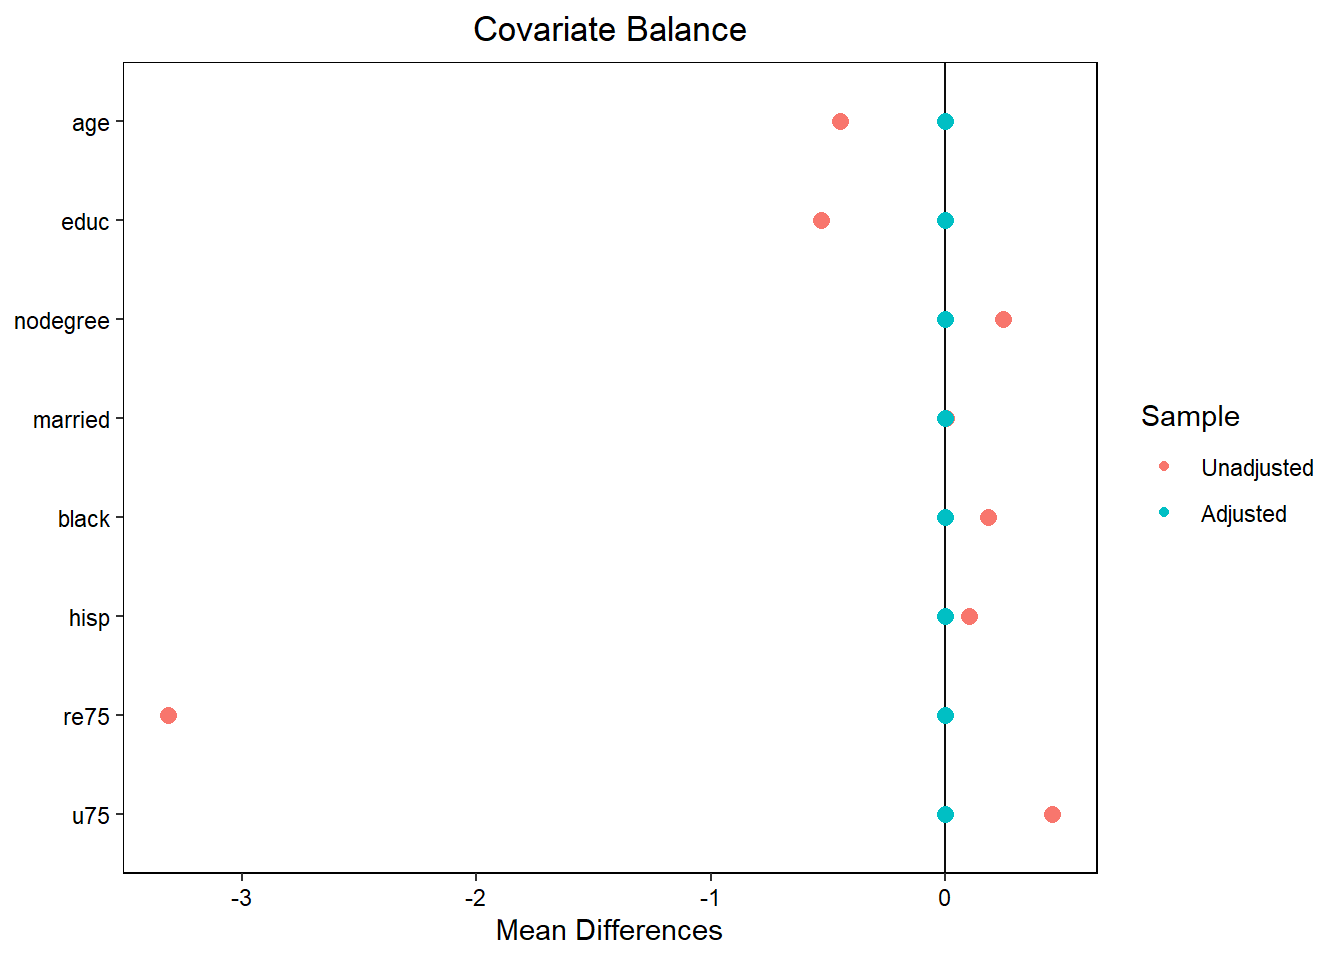 Covariate Balance
age
educ
nodegree
married
black
hisp
re75
u75
-3
-2
-1
0
Mean Differences
Sample
Unadjusted
Adjusted